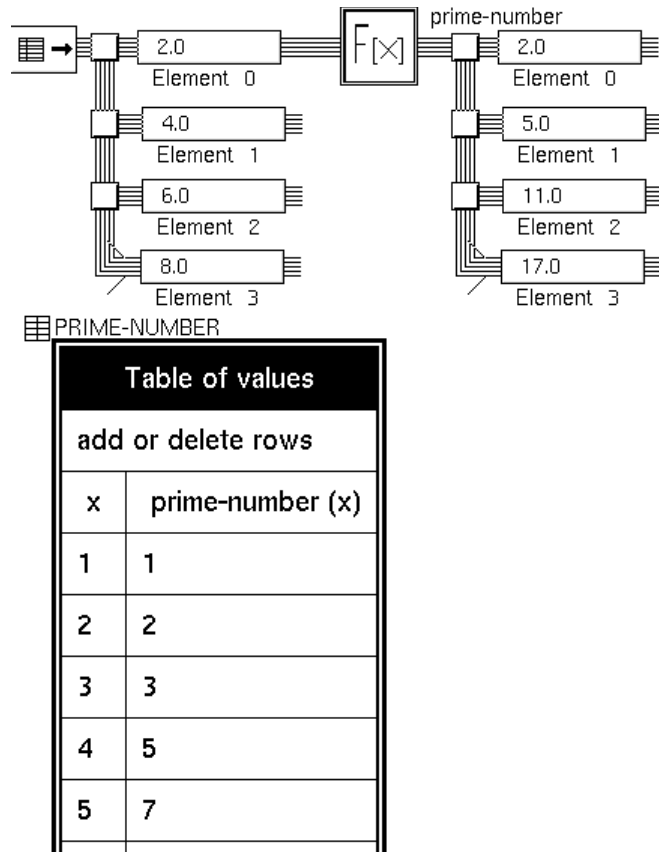 prime-number
2.0 F[X] 2.0
Element 0 Element 0
4.0 5.0
Element 1 Element 1
6.0 11.0
Element 2 Element 2
8.0 17.0
Element 3 Element 3
PRIME-NUMBER
Table of values
add or delete rows
x prime-number (x)
1 1
2 2
3 3
4 5
5 7